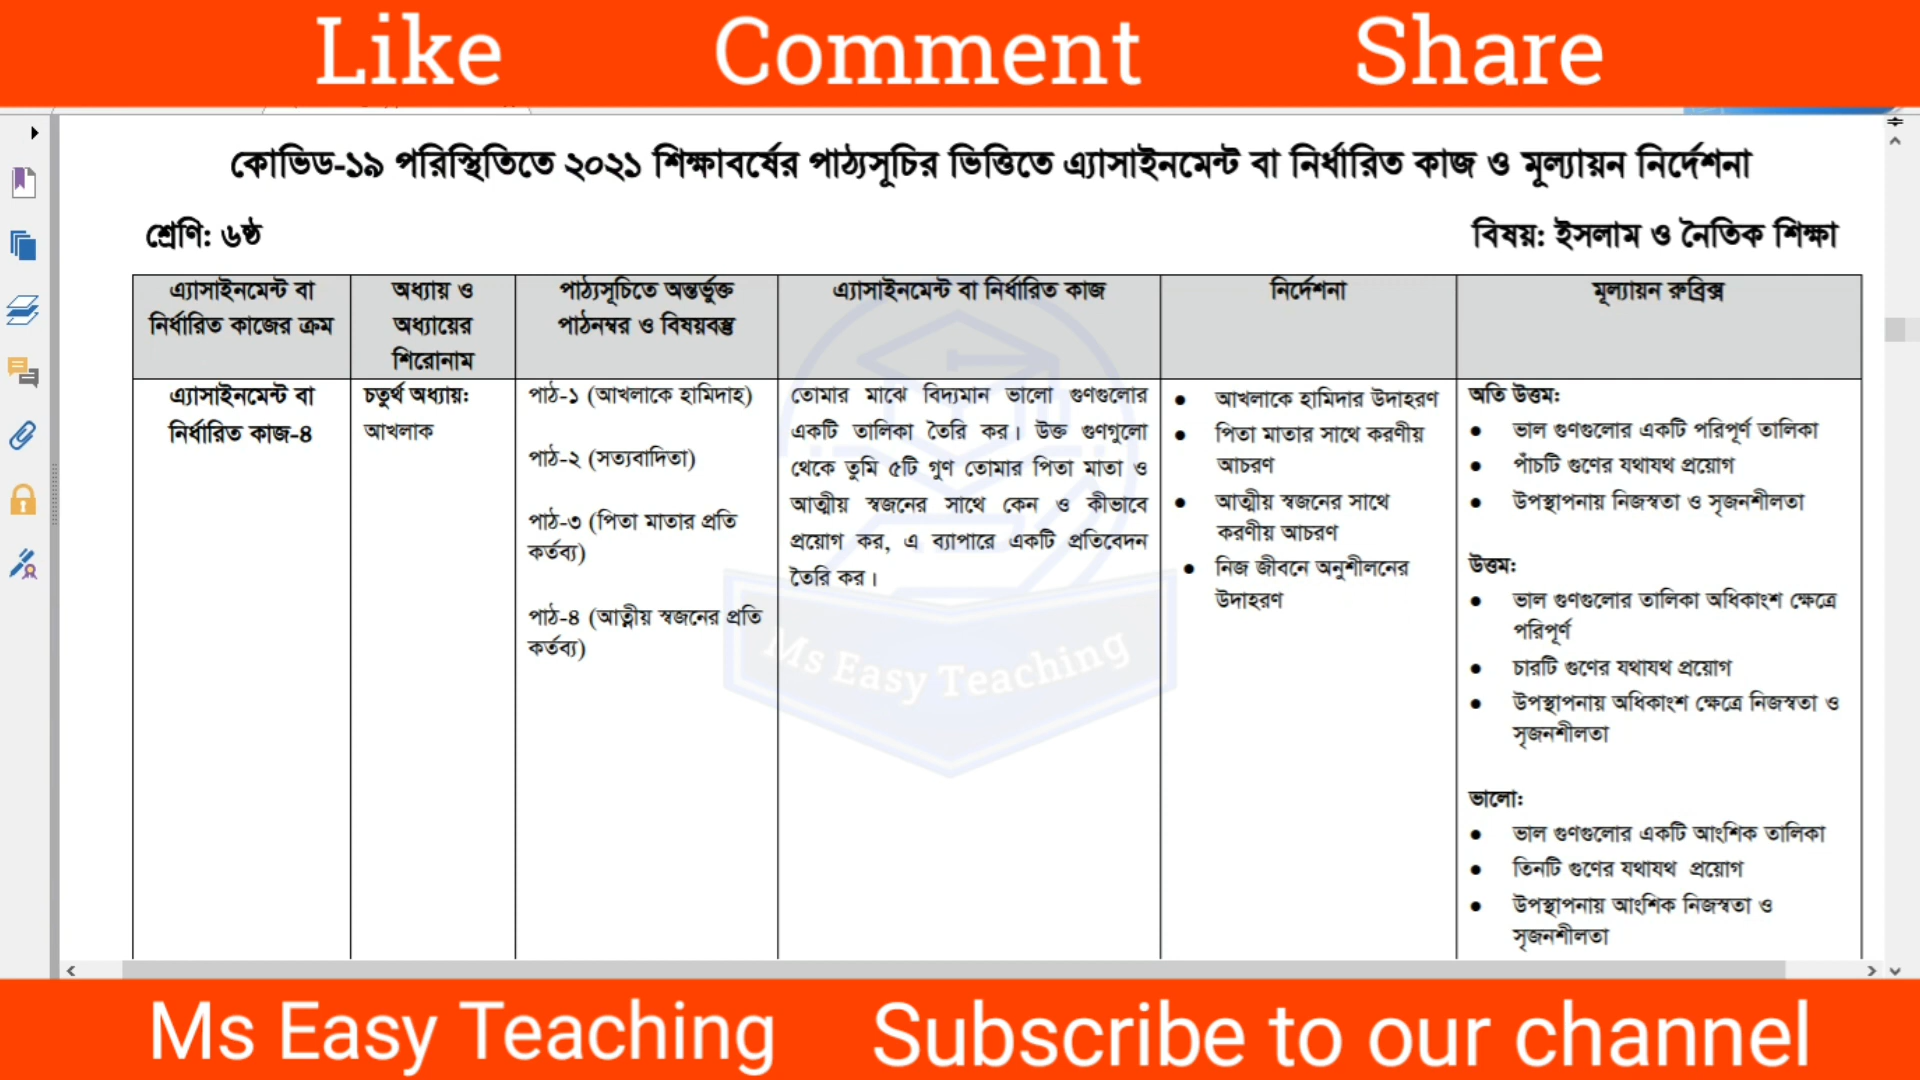 Like Comment Share
কোভিড-১৯ পরিস্থিতিতে ২০২১ শিক্ষাবর্ষের পাঠ্যসূচির ভিত্তিতে এ্যাসাইনমেন্ট বা নির্ধারিত কাজ ও মূল্যায়ন নির্দেশনা
শ্রেণি: ৬ষ্ঠ
বিষয়: ইসলাম ও নৈতিক শিক্ষা
এ্যাসাইনমেন্ট বা
নির্ধারিত কাজের ক্রম
অধ্যায় ও
অধ্যায়ের
শিরোনাম
পাঠ্যসূচিতে অন্তর্ভুক্ত
পাঠনম্বর ও বিষয়বস্তু
এ্যাসাইনমেন্ট বা নির্ধারিত কাজ
নির্দেশনা
মূল্যায়ন রুব্রিক্স
এ্যাসাইনমেন্ট বা
নির্ধারিত কাজ-৪
চতুর্থ অধ্যায়:
আখলাক
পাঠ-১ (আখলাকে হামিদাহ)
পাঠ-২ (সত্যবাদিতা)
পাঠ-৩ (পিতা মাতার প্রতি
কর্তব্য)
পাঠ-৪ (আত্নীয় স্বজনের প্রতি
কর্তব্য)
তোমার মাঝে বিদ্যমান ভালো গুণগুলোর
একটি তালিকা তৈরি কর। উক্ত গুণগুলো
থেকে তুমি ৫টি গুণ তোমার পিতা মাতা ও
আত্মীয় স্বজনের সাথে কেন ও কীভাবে
প্রয়োগ কর, এ ব্যাপারে একটি প্রতিবেদন
তৈরি কর।
● আখলাকে হামিদার উদাহরণ
● পিতা মাতার সাথে করণীয়
আচরণ
● আত্মীয় স্বজনের সাথে
করণীয় আচরণ
● নিজ জীবনে অনুশীলনের
উদাহরণ
অতি উত্তম:
● ভাল গুণগুলোর একটি পরিপূর্ণ তালিকা
● পাঁচটি গুণের যথাযথ প্রয়োগ
● উপস্থাপনায় নিজস্বতা ও সৃজনশীলতা
উত্তম:
● ভাল গুণগুলোর তালিকা অধিকাংশ ক্ষেত্রে
পরিপূর্ণ
● চারটি গুণের যথাযথ প্রয়োগ
● উপস্থাপনায় অধিকাংশ ক্ষেত্রে নিজস্বতা ও
সৃজনশীলতা
ভালো:
● ভাল গুণগুলোর একটি আংশিক তালিকা
● তিনটি গুণের যথাযথ প্রয়োগ
● উপস্থাপনায় আংশিক নিজস্বতা ও
সৃজনশীলতা
Ms Easy Teaching
Ms Easy Teaching Subscribe to our channel